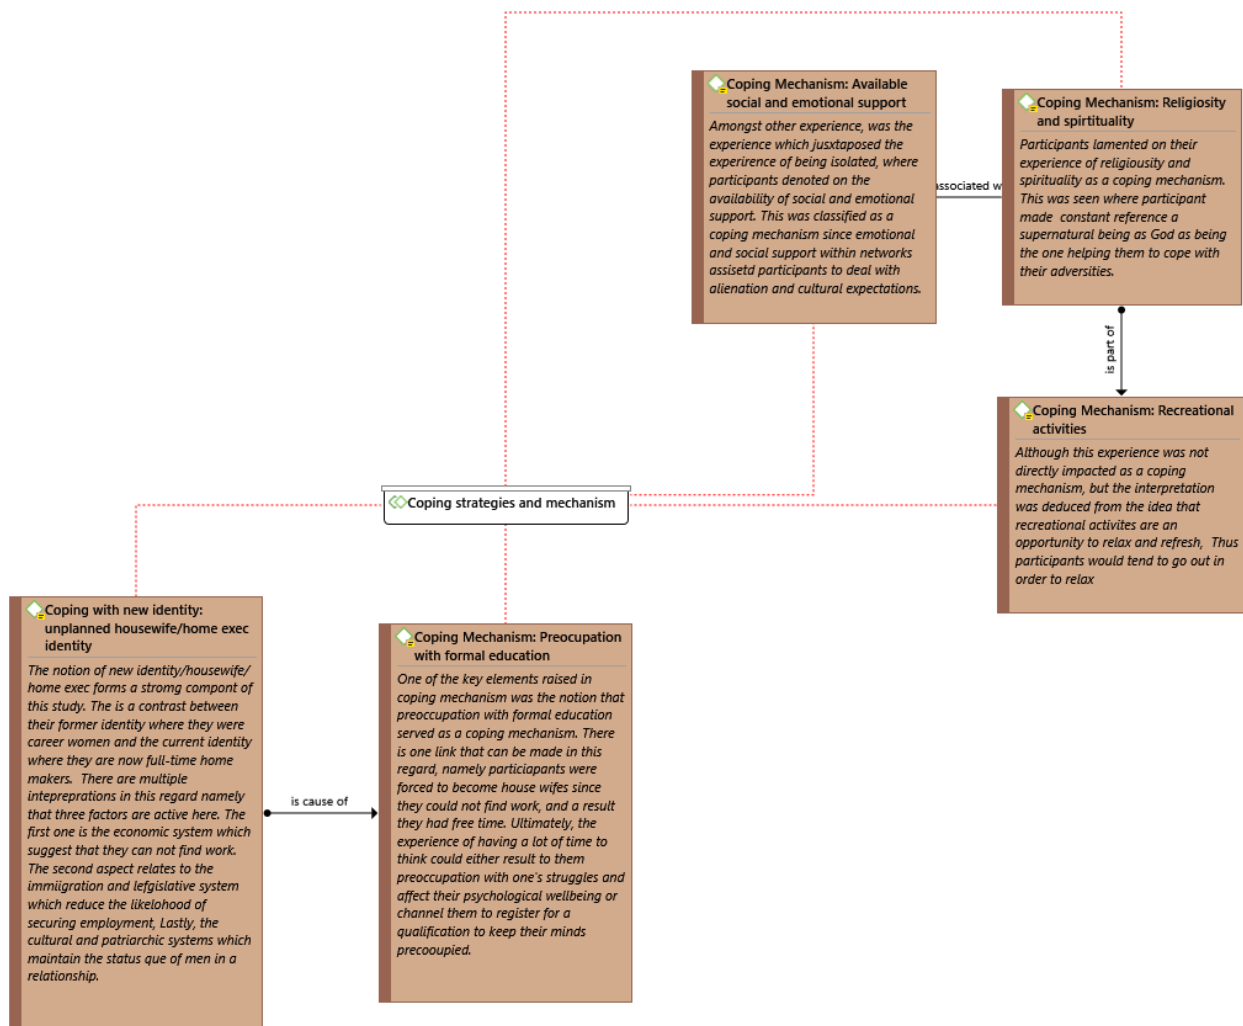 Coping Mechanism: Available
social and emotional support
Amongst other experience, was the
experience which jusxtaposed the
expirerence of being isolated, where
participants denoted on the
availability of social and emotional
support. This was classified as a
coping mechanism since emotional
and social support within networks
assisetd participants to deal with
alienation and cultural expectations.
associated w
Coping Mechanism: Religiosity
and spirtituality
Participants lamented on their
experience of religiousity and
spirituality as a coping mechanism.
This was seen where participant
made constant reference a
supernatural being as God as being
the one helping them to cope with
their adversities.
is part of
Coping Mechanism: Recreational
activities
Although this experience was not
directly impacted as a coping
mechanism, but the interpretation
was deduced from the idea that
recreational activites are an
opportunity to relax and refresh, Thus
participants would tend to go out in
order to relax
Coping strategies and mechanism
Coping with new identity:
unplanned housewife/home exec
identity
The notion of new identity/housewife/
home exec forms a stromg compont of
this study. The is a contrast between
their former identity where they were
career women and the current identity
where they are now full-time home
makers. There are multiple
intepreprations in this regard namely
that three factors are active here. The
first one is the economic system which
suggest that they can not find work.
The second aspect relates to the
immiigration and lefgislative system
which reduce the likelohood of
securing employment, Lastly, the
cultural and patriarchic systems which
maintain the status que of men in a
relationship.
is cause of
Coping Mechanism: Preocupation
with formal education
One of the key elements raised in
coping mechanism was the notion that
preoccupation with formal education
served as a coping mechanism. There
is one link that can be made in this
regard, namely particiapants were
forced to become house wifes since
they could not find work, and a result
they had free time. Ultimately, the
experience of having a lot of time to
think could either result to them
preoccupation with one's struggles and
affect their psychological wellbeing or
channel them to register for a
qualification to keep their minds
precooupied.